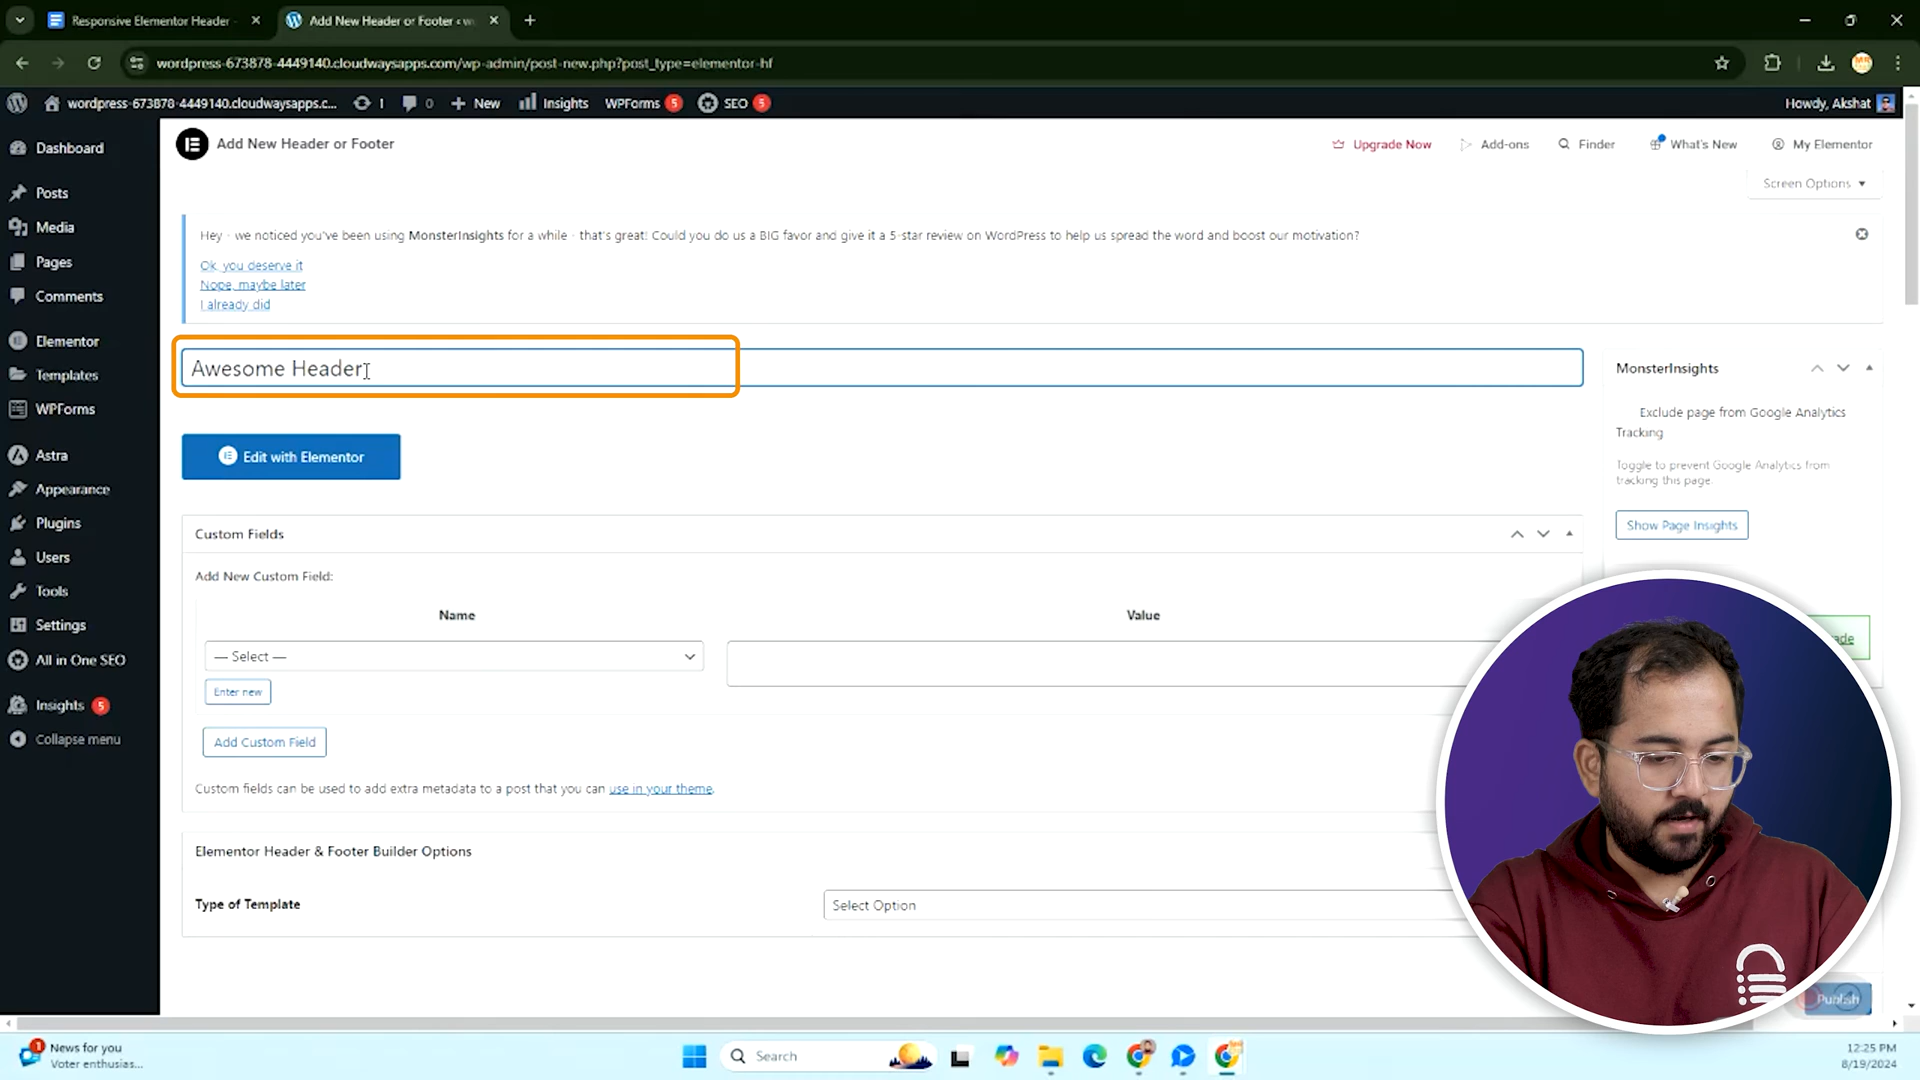 Responsive Elementor Header
Add New Header or Footer ‹ w
wordpress-673878-4449140.cloudwaysapps.com/wp-admin/post-new.php?post_type=elementor-hf
wordpress-673878-4449140.cloudwaysapps.c... 1 0 New Insights WPForms 5 SEO 5 Howdy, Akshat
Dashboard
Posts
Media
Pages
Comments
Elementor
Templates
WPForms
Astra
Appearance
Plugins
Users
Tools
Settings
All in One SEO
Insights 5
Collapse menu
Add New Header or Footer
Upgrade Now Add-ons Finder What's New My Elementor
Screen Options
Hey - we noticed you've been using MonsterInsights for a while - that's great! Could you do us a BIG favor and give it a 5-star review on WordPress to help us spread the word and boost our motivation?
Ok, you deserve it
Nope, maybe later
I already did
Awesome Header
Edit with Elementor
Custom Fields
Add New Custom Field:
Name Value
— Select —
Enter new
Add Custom Field
Custom fields can be used to add extra metadata to a post that you can use in your theme.
Elementor Header & Footer Builder Options
Type of Template Select Option
MonsterInsights
Exclude page from Google Analytics
Tracking
Toggle to prevent Google Analytics from
tracking this page.
Show Page Insights
Publish
1
News for you
Voter enthusias...
Search
12:25 PM
8/19/2024